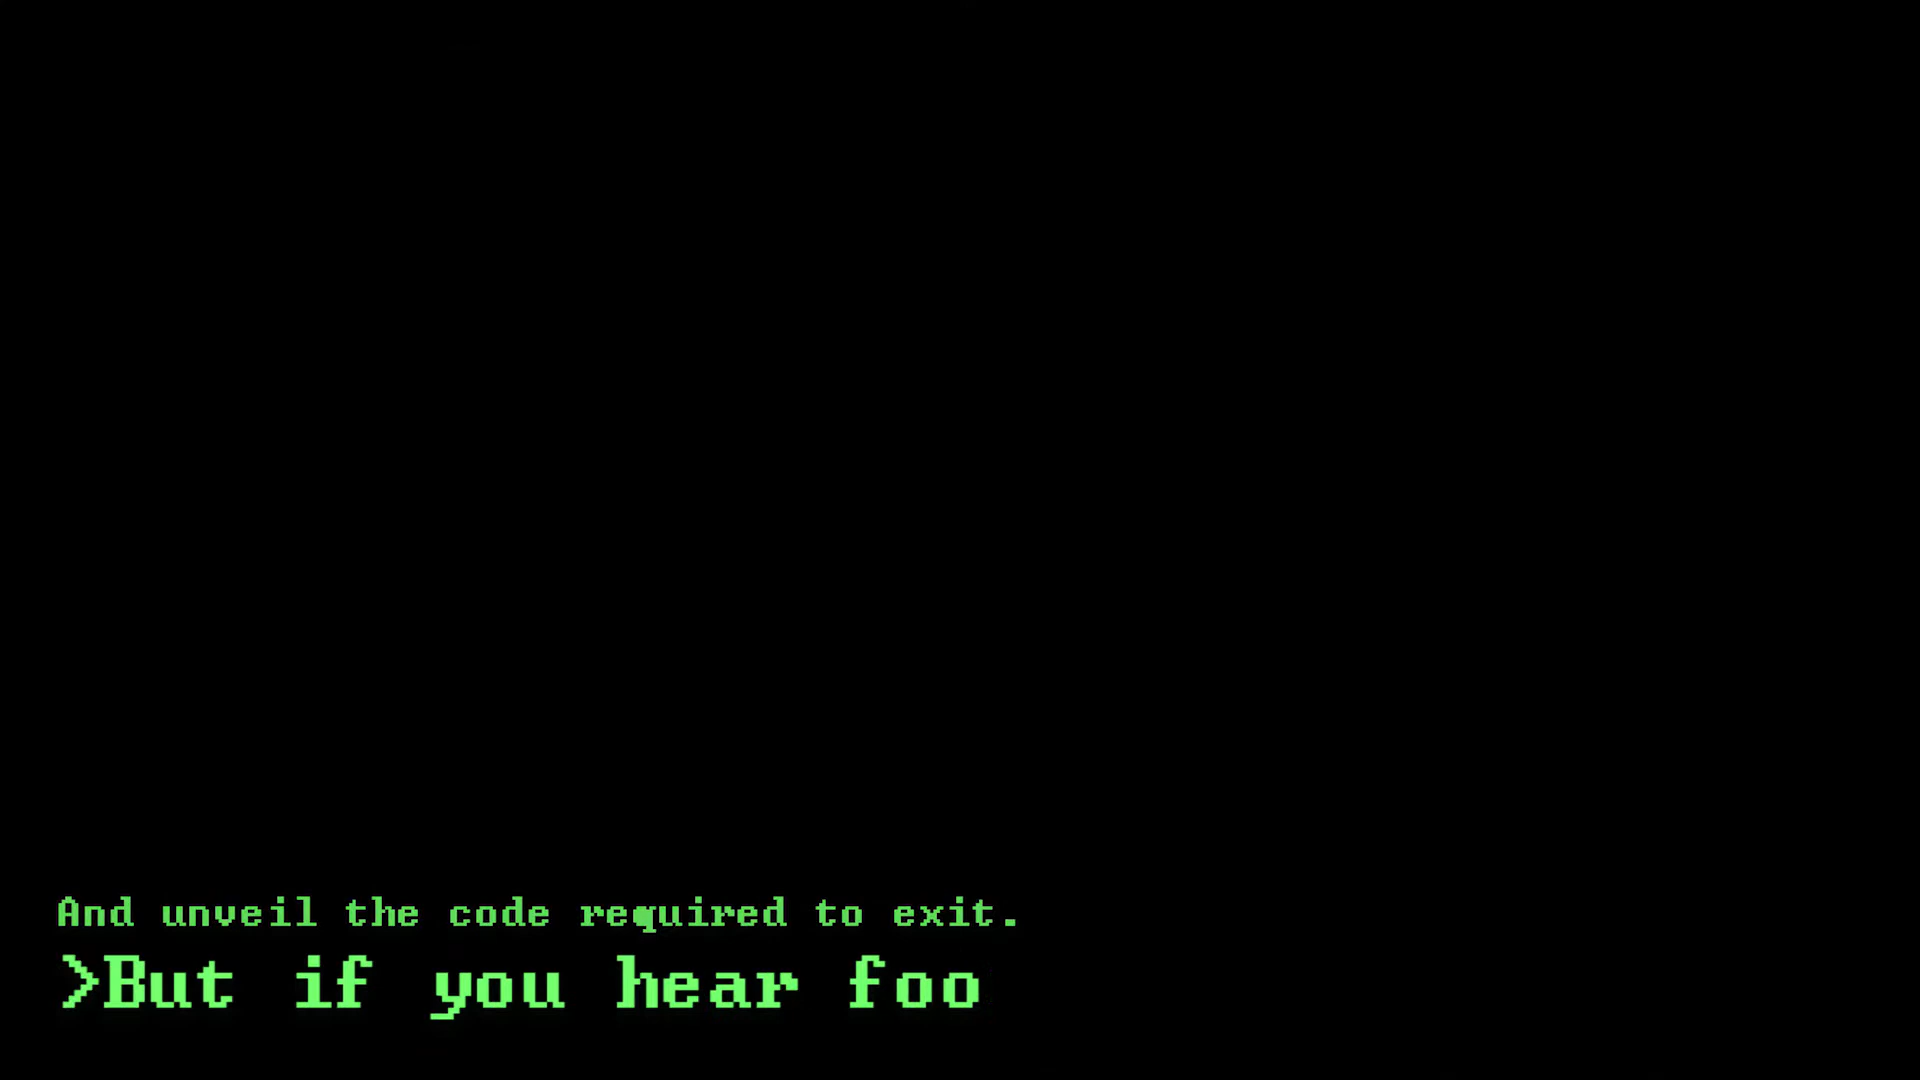 And unveil the code required to exit.
>But if you hear foo